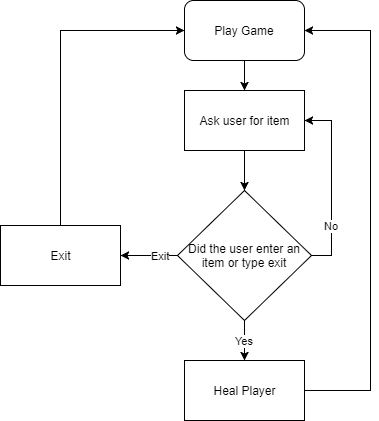 Play Game
Ask user for item
Did the user enter an
item or type exit
No
Exit
Exit
Yes
Heal Player